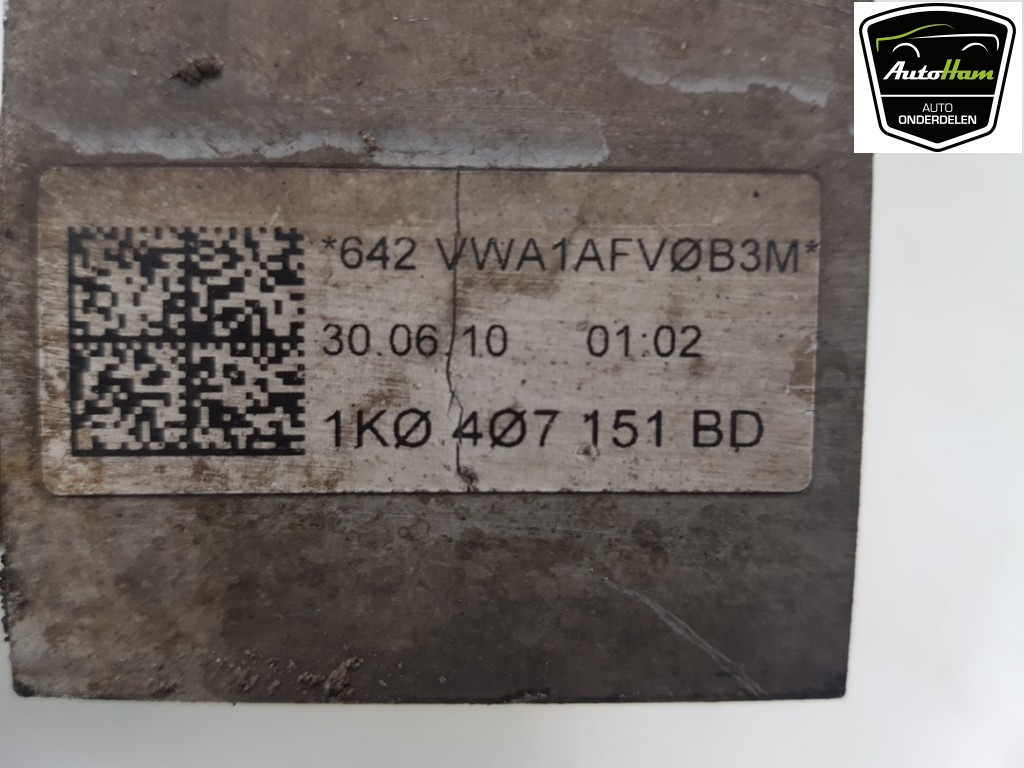 AutoHam
AUTO
ONDERDELEN
*642 VWA1AFVØB3M*
30.06.10 01:02
1KØ 4Ø7 151 BD